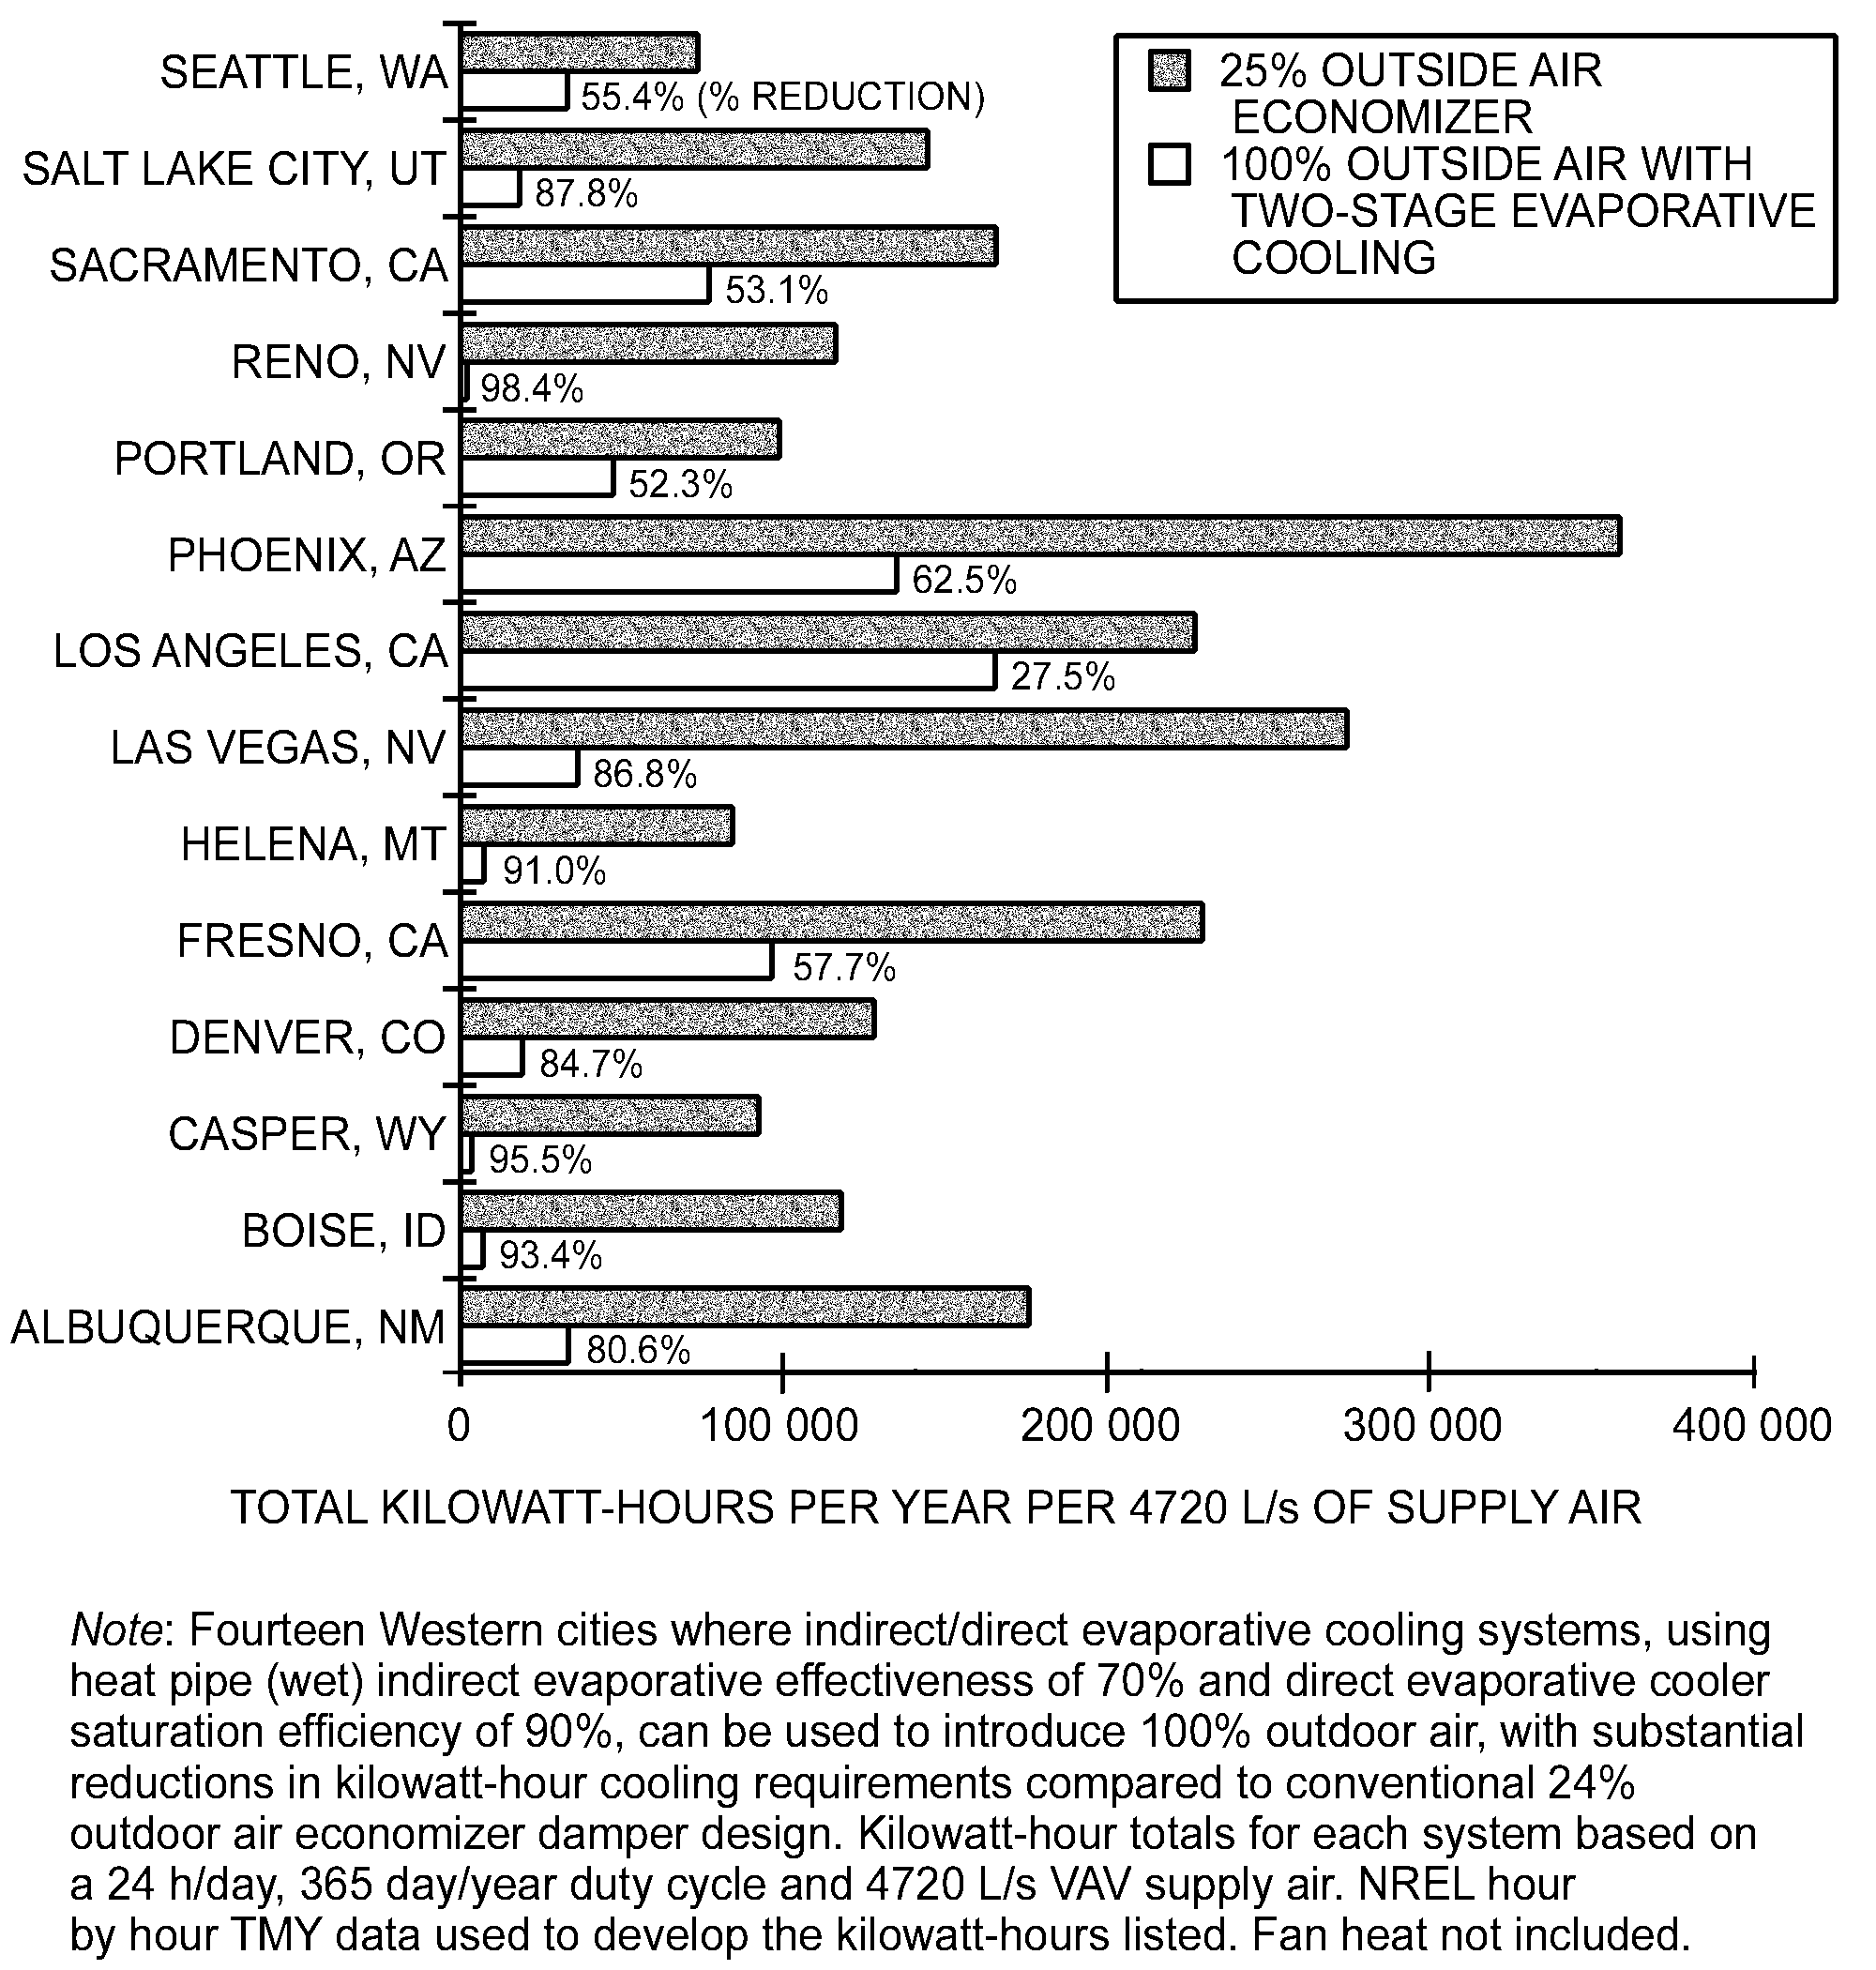 SEATTLE, WA
55.4% (% REDUCTION)
25% OUTSIDE AIR
ECONOMIZER
100% OUTSIDE AIR WITH
TWO-STAGE EVAPORATIVE
COOLING
SALT LAKE CITY, UT
87.8%
SACRAMENTO, CA
53.1%
RENO, NV
98.4%
PORTLAND, OR
52.3%
PHOENIX, AZ
62.5%
LOS ANGELES, CA
27.5%
LAS VEGAS, NV
86.8%
HELENA, MT
91.0%
FRESNO, CA
57.7%
DENVER, CO
84.7%
CASPER, WY
95.5%
BOISE, ID
93.4%
ALBUQUERQUE, NM
80.6%
0 100 000 200 000 300 000 400 000
TOTAL KILOWATT-HOURS PER YEAR PER 4720 L/s OF SUPPLY AIR
Note: Fourteen Western cities where indirect/direct evaporative cooling systems, using
heat pipe (wet) indirect evaporative effectiveness of 70% and direct evaporative cooler
saturation efficiency of 90%, can be used to introduce 100% outdoor air, with substantial
reductions in kilowatt-hour cooling requirements compared to conventional 24%
outdoor air economizer damper design. Kilowatt-hour totals for each system based on
a 24 h/day, 365 day/year duty cycle and 4720 L/s VAV supply air. NREL hour
by hour TMY data used to develop the kilowatt-hours listed. Fan heat not included.